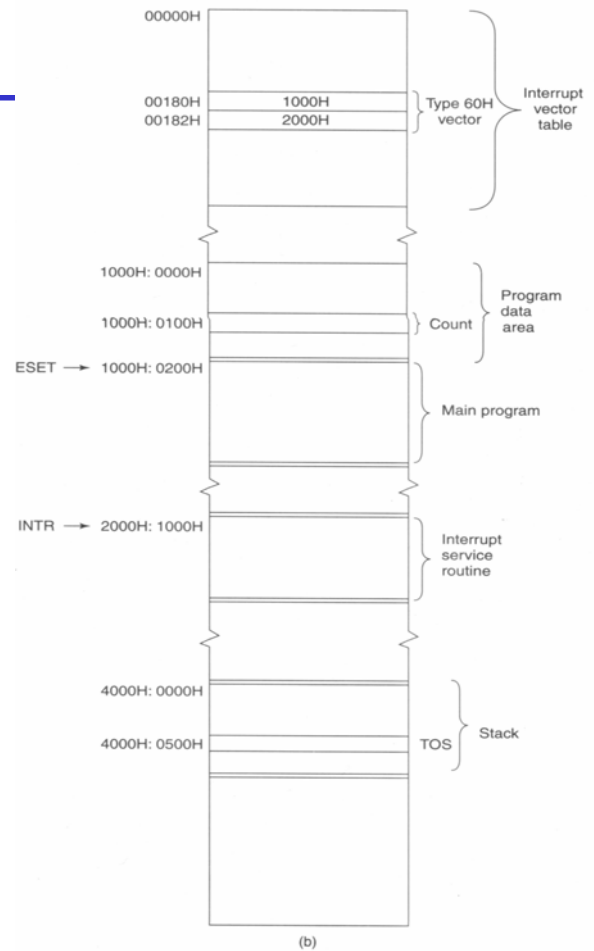 00000H
00180H 1000H
00182H 2000H
Type 60H
vector
Interrupt
vector
table
1000H: 0000H
1000H: 0100H
Count
Program
data
area
ESET → 1000H: 0200H
Main program
INTR → 2000H: 1000H
Interrupt
service
routine
4000H: 0000H
4000H: 0500H
TOS
Stack
(b)